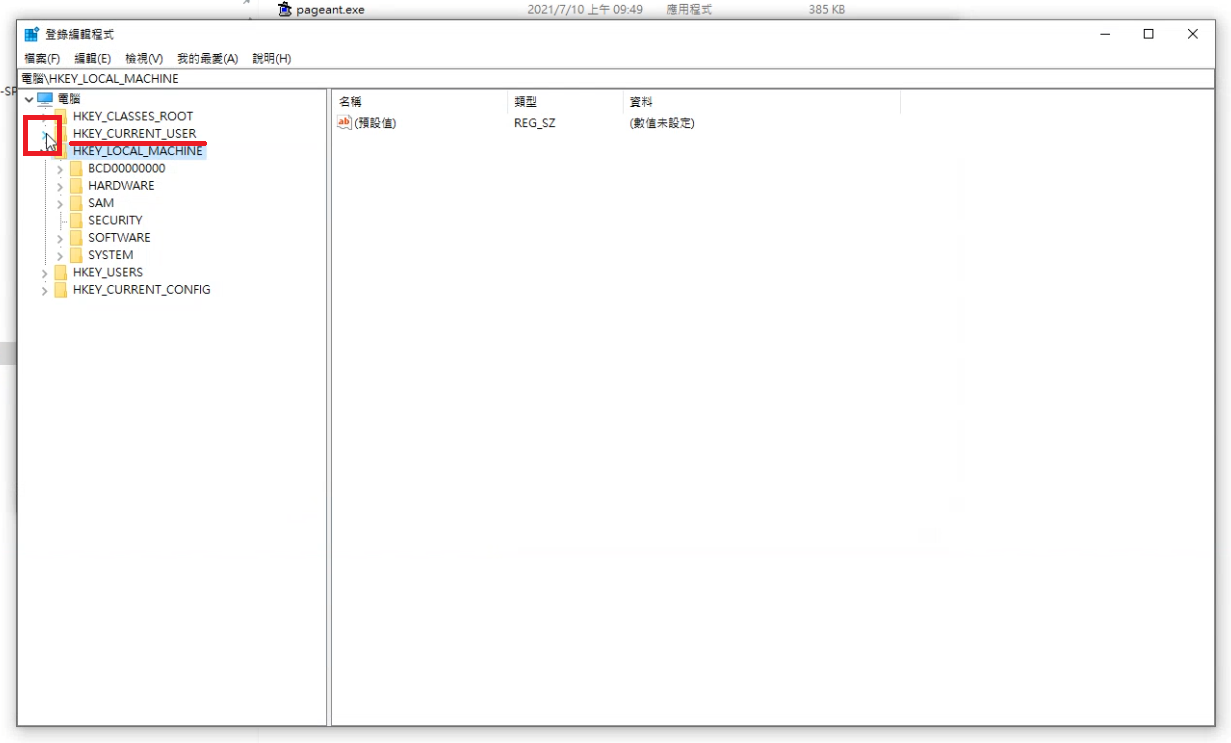 pageant.exe 2021/7/10 上午 09:49 應用程式 385 KB
登錄編輯程式
檔案(F) 編輯(E) 檢視(V) 我的最愛(A) 說明(H)
電腦\HKEY_LOCAL_MACHINE
-SP
電腦
HKEY_CLASSES_ROOT
HKEY_CURRENT_USER
HKEY_LOCAL_MACHINE
BCD00000000
HARDWARE
SAM
SECURITY
SOFTWARE
SYSTEM
HKEY_USERS
HKEY_CURRENT_CONFIG
名稱 類型 資料
ab (預設值) REG_SZ (數值未設定)